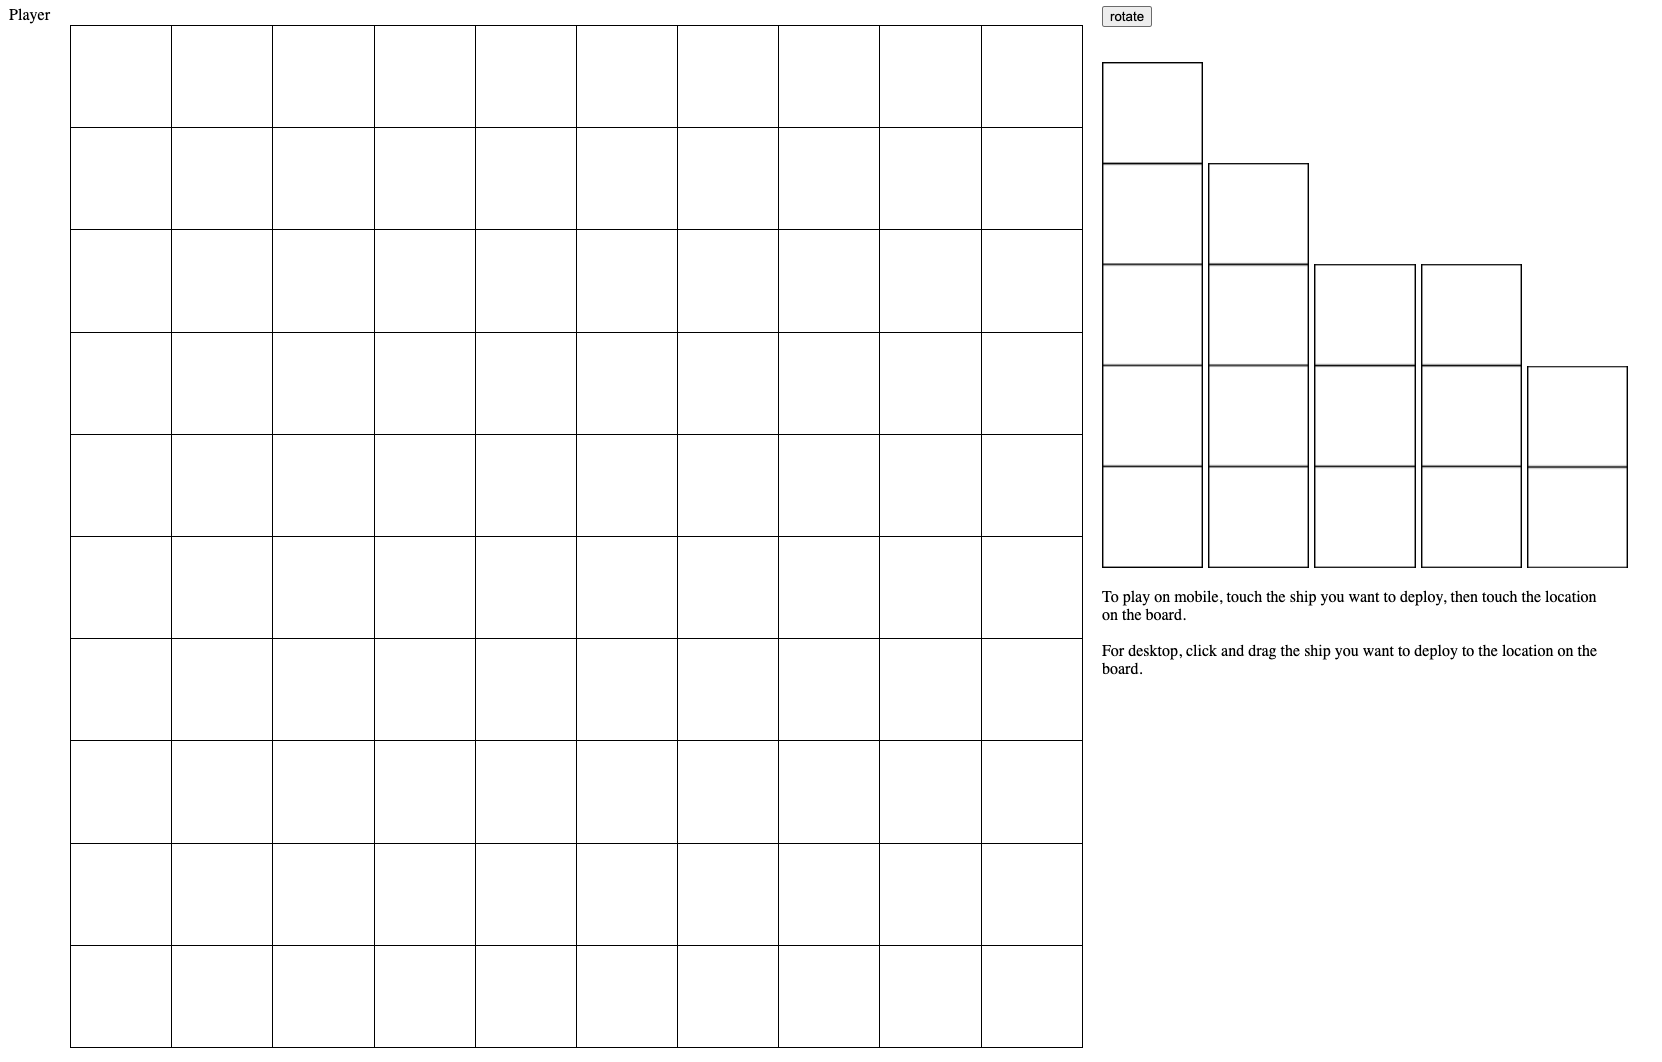 Player
rotate
To play on mobile, touch the ship you want to deploy, then touch the location
on the board.
For desktop, click and drag the ship you want to deploy to the location on the
board.